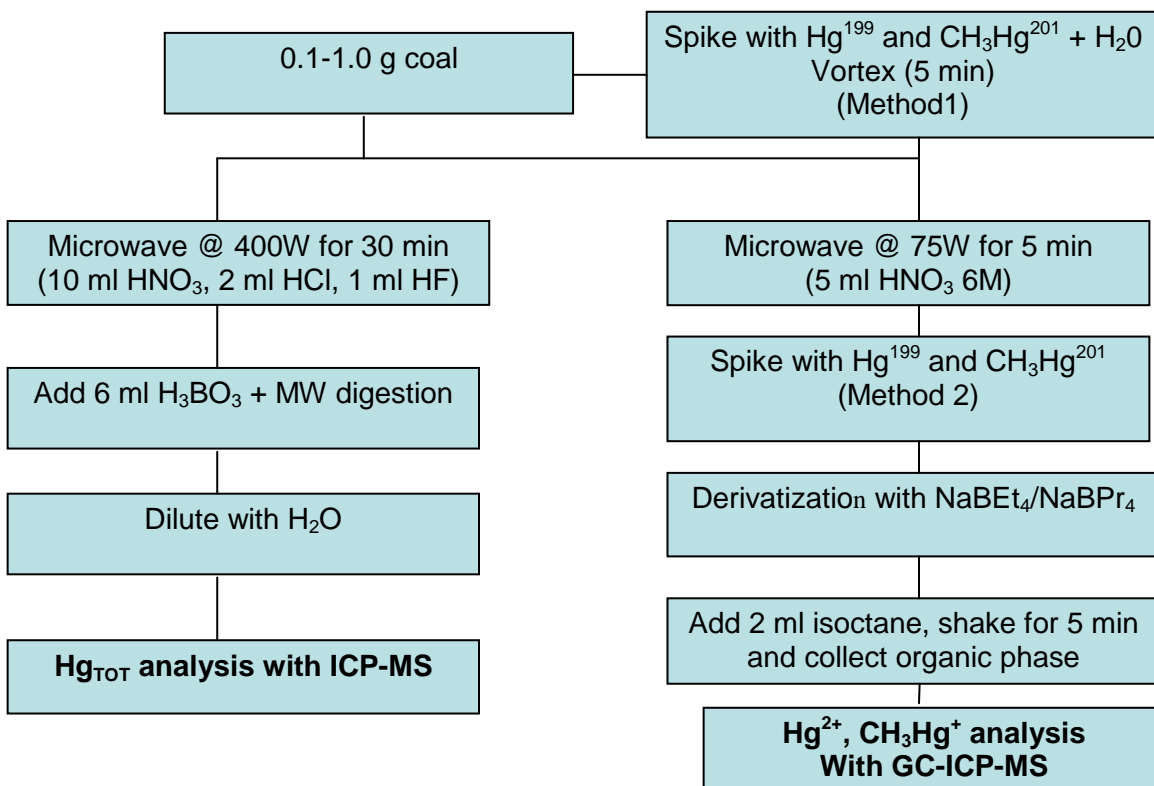 0.1-1.0 g coal
Spike with Hg¹⁹⁹ and CH₃Hg²⁰¹ + H₂0
Vortex (5 min)
(Method1)
Microwave @ 400W for 30 min
(10 ml HNO₃, 2 ml HCl, 1 ml HF)
Add 6 ml H₃BO₃ + MW digestion
Dilute with H₂O
Hg_TOT analysis with ICP-MS
Microwave @ 75W for 5 min
(5 ml HNO₃ 6M)
Spike with Hg¹⁹⁹ and CH₃Hg²⁰¹
(Method 2)
Derivatization with NaBEt₄/NaBPr₄
Add 2 ml isoctane, shake for 5 min
and collect organic phase
Hg²⁺, CH₃Hg⁺ analysis
With GC-ICP-MS